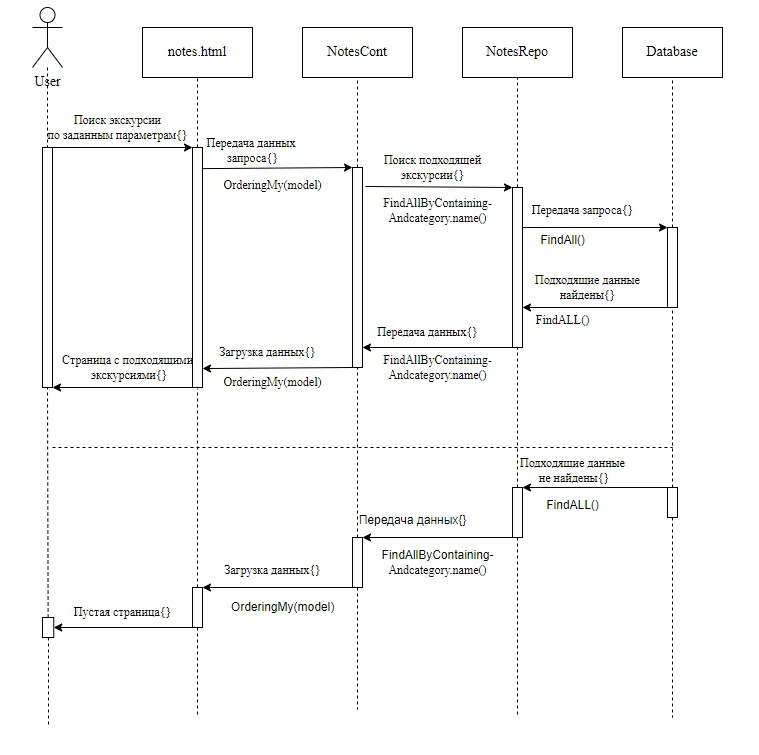 User
notes.html
NotesCont
NotesRepo
Database
Поиск экскурсии
по заданным параметрам{}
Передача данных
запроса{}
OrderingMy(model)
Поиск подходящей
экскурсии{}
FindAllByContaining-
Andcategory.name()
Передача запроса{}
FindAll()
Подходящие данные
найдены{}
FindALL()
Передача данных{}
FindAllByContaining-
Andcategory.name()
Загрузка данных{}
OrderingMy(model)
Страница с подходящими
экскурсиями{}
Подходящие данные
не найдены{}
FindALL()
Передача данных{}
FindAllByContaining-
Andcategory.name()
Загрузка данных{}
OrderingMy(model)
Пустая страница{}